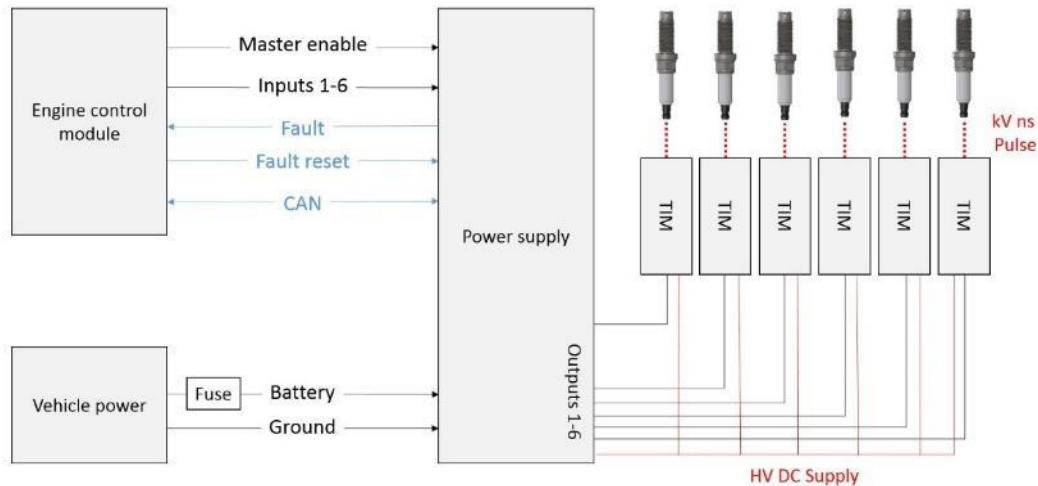 Engine control
module
Master enable
Inputs 1-6
Fault
Fault reset
CAN
Power supply
kV ns
Pulse
TIM
TIM
TIM
TIM
TIM
TIM
Outputs 1-6
Vehicle power
Fuse
Battery
Ground
HV DC Supply